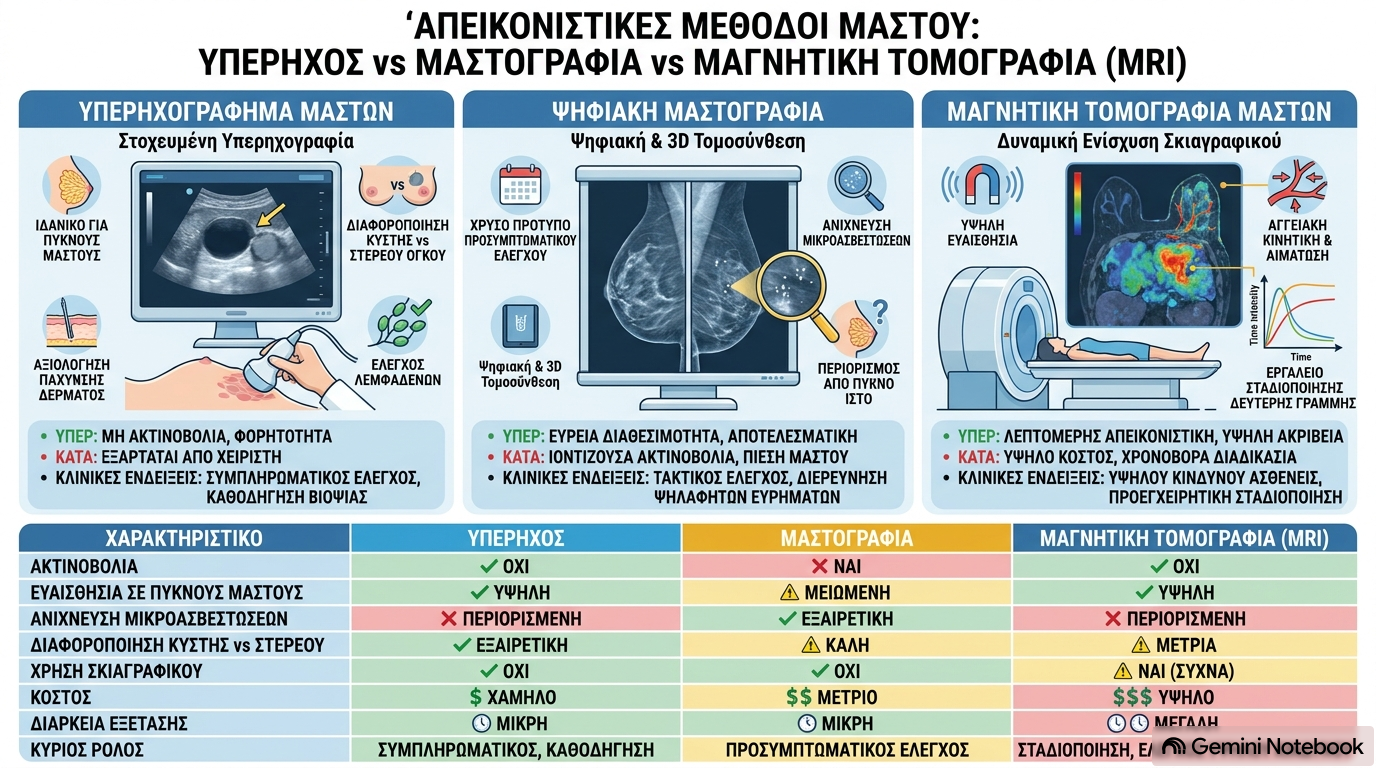 ‘ΑΠΕΙΚΟΝΙΣΤΙΚΕΣ ΜΕΘΟΔΟΙ ΜΑΣΤΟΥ:
ΥΠΕΡΗΧΟΣ vs ΜΑΣΤΟΓΡΑΦΙΑ vs ΜΑΓΝΗΤΙΚΗ ΤΟΜΟΓΡΑΦΙΑ (MRI)
ΥΠΕΡΗΧΟΓΡΑΦΗΜΑ ΜΑΣΤΩΝ
Στοχευμένη Υπερηχογραφία
ΙΔΑΝΙΚΟ ΓΙΑ
ΠΥΚΝΟΥΣ
ΜΑΣΤΟΥΣ
VS
ΔΙΑΦΟΡΟΠΟΙΗΣΗ
ΚΥΣΤΗΣ vs
ΣΤΕΡΕΟΥ ΟΓΚΟΥ
ΑΞΙΟΛΟΓΗΣΗ
ΠΑΧΥΝΣΗΣ
ΔΕΡΜΑΤΟΣ
ΕΛΕΓΧΟΣ
ΛΕΜΦΑΔΕΝΩΝ
• ΥΠΕΡ: ΜΗ ΑΚΤΙΝΟΒΟΛΙΑ, ΦΟΡΗΤΟΤΗΤΑ
• ΚΑΤΑ: ΕΞΑΡΤΑΤΑΙ ΑΠΟ ΧΕΙΡΙΣΤΗ
• ΚΛΙΝΙΚΕΣ ΕΝΔΕΙΞΕΙΣ: ΣΥΜΠΛΗΡΩΜΑΤΙΚΟΣ ΕΛΕΓΧΟΣ,
ΚΑΘΟΔΗΓΗΣΗ ΒΙΟΨΙΑΣ
ΨΗΦΙΑΚΗ ΜΑΣΤΟΓΡΑΦΙΑ
Ψηφιακή & 3D Τομοσύνθεση
ΧΡΥΣΟ ΠΡΟΤΥΠΟ
ΠΡΟΣΥΜΠΤΩΜΑΤΙΚΟΥ
ΕΛΕΓΧΟΥ
ΑΝΙΧΝΕΥΣΗ
ΜΙΚΡΟΑΣΒΕΣΤΩΣΕΩΝ
Ψηφιακή & 3D
Τομοσύνθεση
?
ΠΕΡΙΟΡΙΣΜΟΣ
ΑΠΟ ΠΥΚΝΟ
ΙΣΤΟ
• ΥΠΕΡ: ΕΥΡΕΙΑ ΔΙΑΘΕΣΙΜΟΤΗΤΑ, ΑΠΟΤΕΛΕΣΜΑΤΙΚΗ
• ΚΑΤΑ: ΙΟΝΤΙΖΟΥΣΑ ΑΚΤΙΝΟΒΟΛΙΑ, ΠΙΕΣΗ ΜΑΣΤΟΥ
• ΚΛΙΝΙΚΕΣ ΕΝΔΕΙΞΕΙΣ: ΤΑΚΤΙΚΟΣ ΕΛΕΓΧΟΣ, ΔΙΕΡΕΥΝΗΣΗ
ΨΗΛΑΦΗΤΩΝ ΕΥΡΗΜΑΤΩΝ
ΜΑΓΝΗΤΙΚΗ ΤΟΜΟΓΡΑΦΙΑ ΜΑΣΤΩΝ
Δυναμική Ενίσχυση Σκιαγραφικού
ΥΨΗΛΗ
ΕΥΑΙΣΘΗΣΙΑ
ΑΓΓΕΙΑΚΗ
ΚΙΝΗΤΙΚΗ &
ΑΙΜΑΤΩΣΗ
Time
Time
ΕΡΓΑΛΕΙΟ
ΣΤΑΔΙΟΠΟΙΗΣΗΣ
ΔΕΥΤΕΡΗΣ ΓΡΑΜΜΗΣ
• ΥΠΕΡ: ΛΕΠΤΟΜΕΡΗΣ ΑΠΕΙΚΟΝΙΣΤΙΚΗ, ΥΨΗΛΗ ΑΚΡΙΒΕΙΑ
• ΚΑΤΑ: ΥΨΗΛΟ ΚΟΣΤΟΣ, ΧΡΟΝΟΒΟΡΑ ΔΙΑΔΙΚΑΣΙΑ
• ΚΛΙΝΙΚΕΣ ΕΝΔΕΙΞΕΙΣ: ΥΨΗΛΟΥ ΚΙΝΔΥΝΟΥ ΑΣΘΕΝΕΙΣ,
ΠΡΟΕΓΧΕΙΡΗΤΙΚΗ ΣΤΑΔΙΟΠΟΙΗΣΗ
ΧΑΡΑΚΤΗΡΙΣΤΙΚΟ ΥΠΕΡΗΧΟΣ ΜΑΣΤΟΓΡΑΦΙΑ ΜΑΓΝΗΤΙΚΗ ΤΟΜΟΓΡΑΦΙΑ (MRI)
ΑΚΤΙΝΟΒΟΛΙΑ ΟΧΙ ΝΑΙ ΟΧΙ
ΕΥΑΙΣΘΗΣΙΑ ΣΕ ΠΥΚΝΟΥΣ ΜΑΣΤΟΥΣ ΥΨΗΛΗ ΜΕΙΩΜΕΝΗ ΥΨΗΛΗ
ΑΝΙΧΝΕΥΣΗ ΜΙΚΡΟΑΣΒΕΣΤΩΣΕΩΝ ΠΕΡΙΟΡΙΣΜΕΝΗ ΕΞΑΙΡΕΤΙΚΗ ΠΕΡΙΟΡΙΣΜΕΝΗ
ΔΙΑΦΟΡΟΠΟΙΗΣΗ ΚΥΣΤΗΣ vs ΣΤΕΡΕΟΥ ΕΞΑΙΡΕΤΙΚΗ ΚΑΛΗ ΜΕΤΡΙΑ
ΧΡΗΣΗ ΣΚΙΑΓΡΑΦΙΚΟΥ ΟΧΙ ΟΧΙ ΝΑΙ (ΣΥΧΝΑ)
ΚΟΣΤΟΣ $ ΧΑΜΗΛΟ $$ ΜΕΤΡΙΟ $$$ ΥΨΗΛΟ
ΔΙΑΡΚΕΙΑ ΕΞΕΤΑΣΗΣ ΜΙΚΡΗ ΜΙΚΡΗ ΜΕΓΑΛΗ
ΚΥΡΙΟΣ ΡΟΛΟΣ ΣΥΜΠΛΗΡΩΜΑΤΙΚΟΣ, ΚΑΘΟΔΗΓΗΣΗ ΠΡΟΣΥΜΠΤΩΜΑΤΙΚΟΣ ΕΛΕΓΧΟΣ ΣΤΑΔΙΟΠΟΙΗΣΗ,
Gemini Notebook